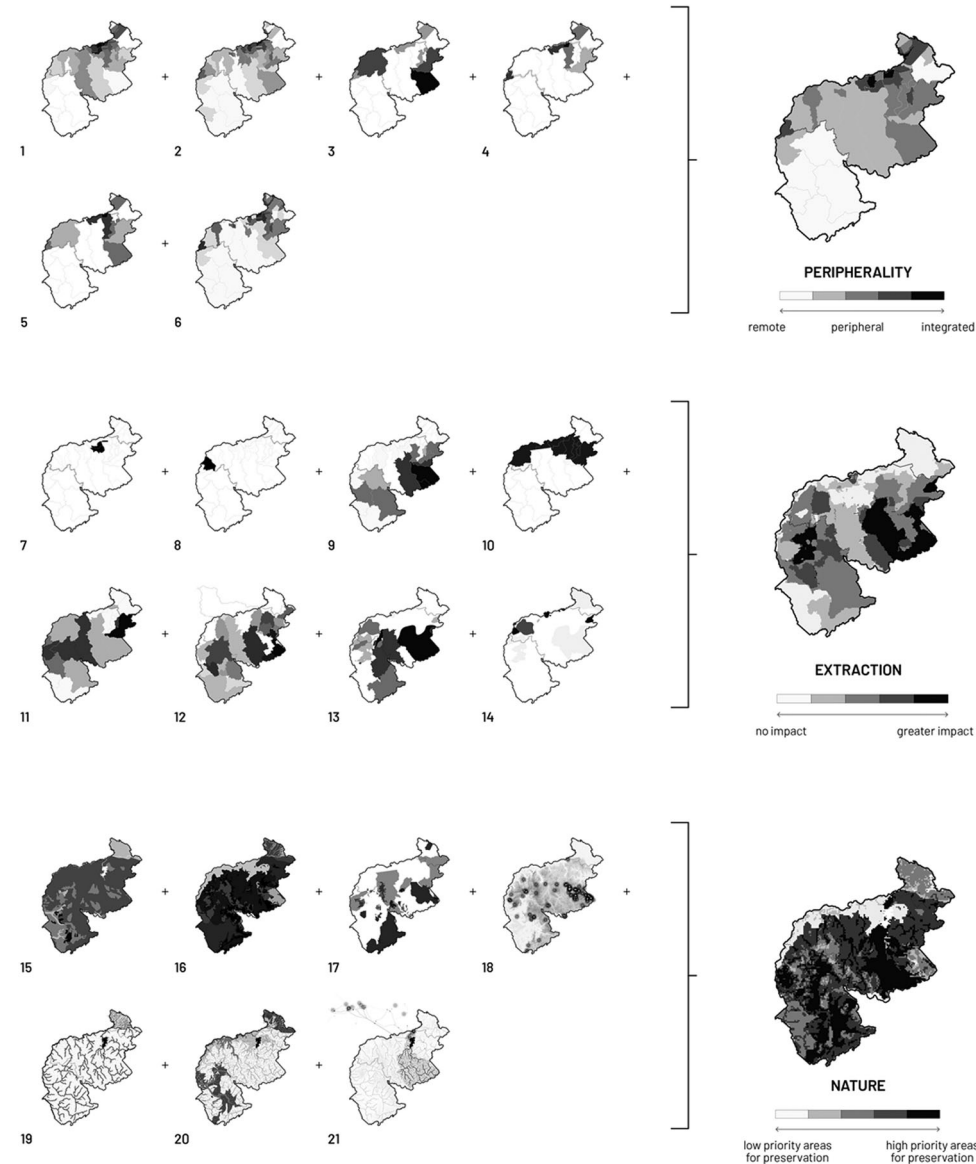 1 + 2 + 3 + 4 +
5 + 6
PERIPHERALITY
remote peripheral integrated
7 + 8 + 9 + 10 +
11 + 12 + 13 + 14
EXTRACTION
no impact greater impact
15 + 16 + 17 + 18 +
19 + 20 + 21
NATURE
low priority areas high priority areas
for preservation for preservation